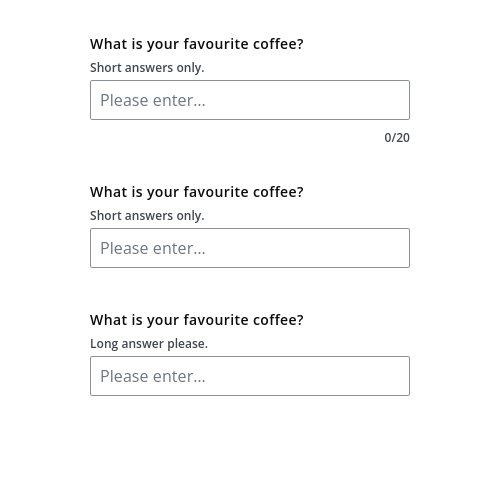 What is your favourite coffee?
Short answers only.
Please enter...
0/20
What is your favourite coffee?
Short answers only.
Please enter...
What is your favourite coffee?
Long answer please.
Please enter...